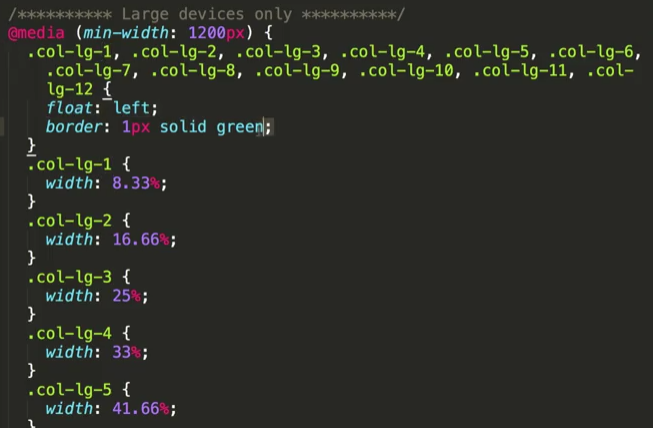 /********** Large devices only **********/
@media (min-width: 1200px) {
.col-lg-1, .col-lg-2, .col-lg-3, .col-lg-4, .col-lg-5, .col-lg-6,
.col-lg-7, .col-lg-8, .col-lg-9, .col-lg-10, .col-lg-11, .col-
lg-12 {
float: left;
border: 1px solid green;
}
.col-lg-1 {
width: 8.33%;
}
.col-lg-2 {
width: 16.66%;
}
.col-lg-3 {
width: 25%;
}
.col-lg-4 {
width: 33%;
}
.col-lg-5 {
width: 41.66%;
}